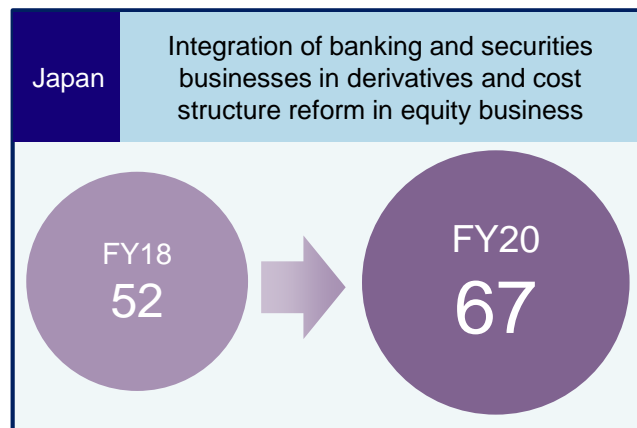 Japan
Integration of banking and securities
businesses in derivatives and cost
structure reform in equity business
FY18
52
FY20
67